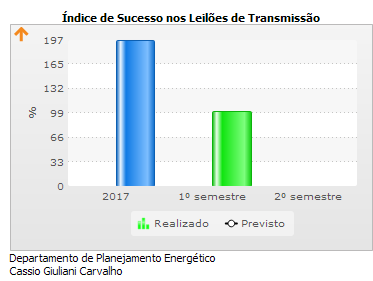 Índice de Sucesso nos Leilões de Transmissão
197
165
132
99
66
33
0
%
2017 1º semestre 2º semestre
Realizado Previsto
Departamento de Planejamento Energético
Cassio Giuliani Carvalho